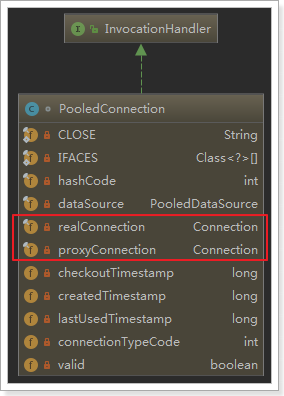 I InvocationHandler
C PooledConnection
f CLOSE String
f IFACES Class<?>[]
f hashCode int
f dataSource PooledDataSource
f realConnection Connection
f proxyConnection Connection
f checkoutTimestamp long
f createdTimestamp long
f lastUsedTimestamp long
f connectionTypeCode int
f valid boolean